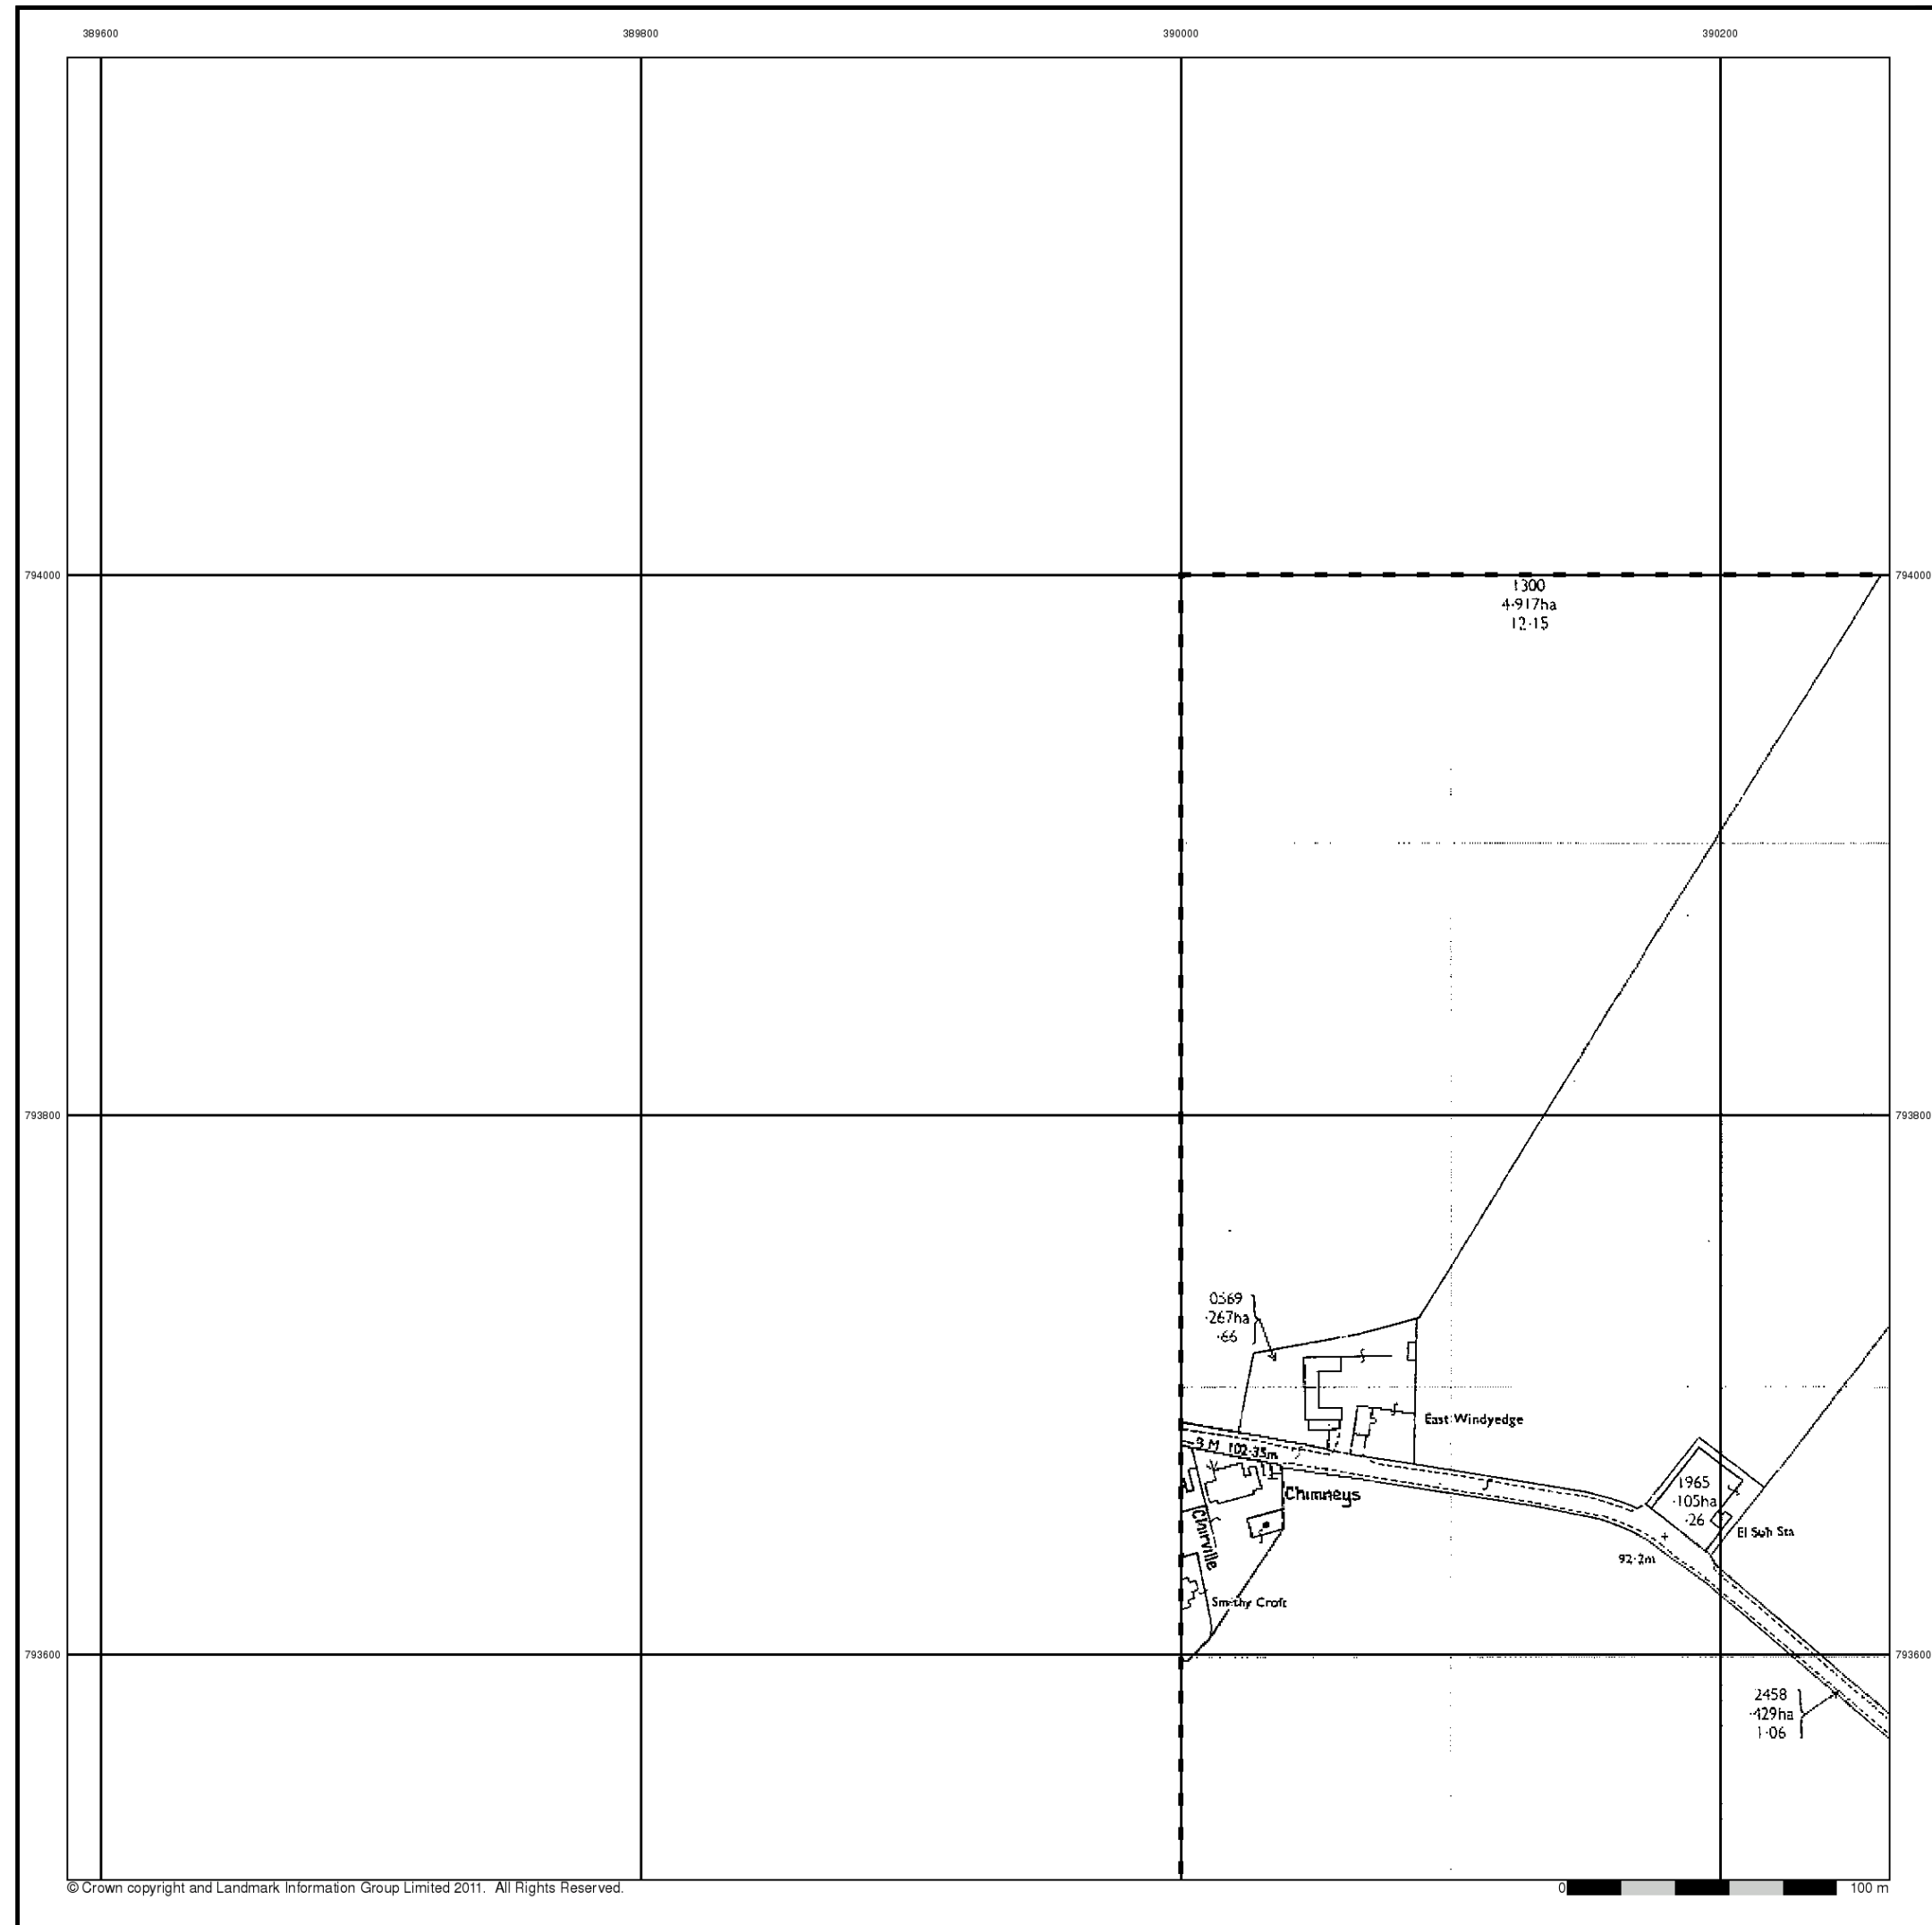 389600
389800
390000
390200
794000
794000
1300
4·917ha
12·15
793800
793800
0369
·267ha
·66
East Windyedge
B M 102·35m
Chimneys
1965
·105ha
·26
El Sub Sta
Clairville
92·2m
Smithy Croft
793600
793600
2458
·429ha
1·06
© Crown copyright and Landmark Information Group Limited 2011. All Rights Reserved.
0
100 m